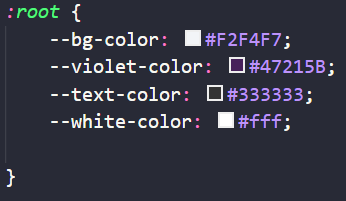 :root {
--bg-color: #F2F4F7;
--violet-color: #47215B;
--text-color: #333333;
--white-color: #fff;
}